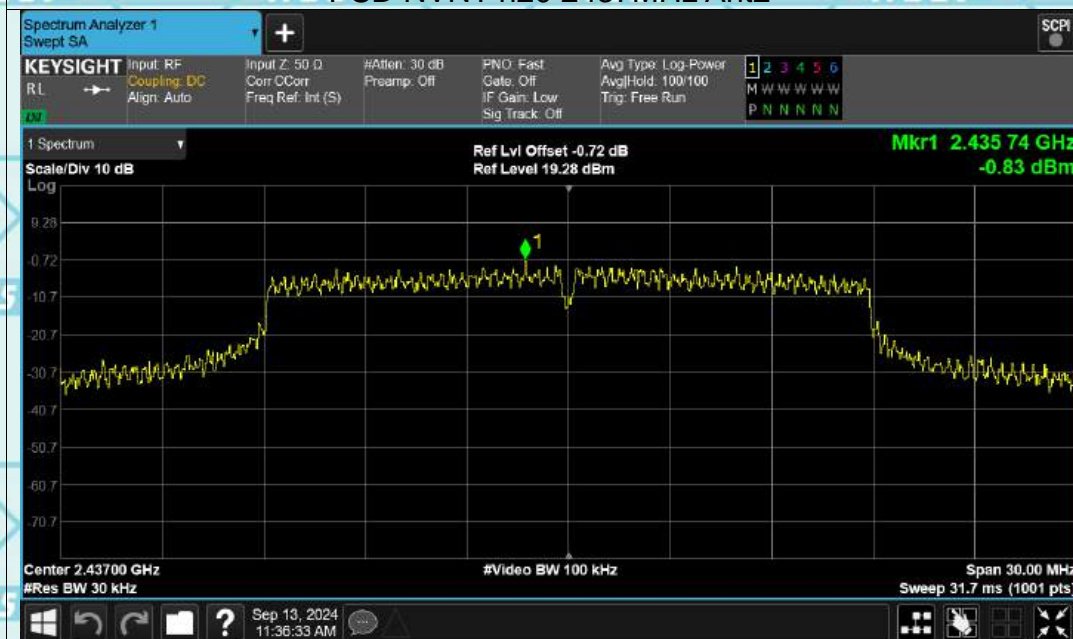 Spectrum Analyzer 1
Swept SA
+
SCPI
KEYSIGHT
RL
Input: RF
Coupling: DC
Align: Auto
Input Z: 50 Ω
Corr CCorr
Freq Ref: Int (S)
#Atten: 30 dB
Preamp: Off
PNO: Fast
Gate: Off
IF Gain: Low
Sig Track: Off
Avg Type: Log-Power
Avg|Hold: 100/100
Trig: Free Run
1 2 3 4 5 6
M W W W W W
P N N N N N
1 Spectrum
Scale/Div 10 dB
Log
Ref Lvl Offset -0.72 dB
Ref Level 19.28 dBm
Mkr1 2.435 74 GHz
-0.83 dBm
1
9.28
-0.72
-10.7
-20.7
-30.7
-40.7
-50.7
-60.7
-70.7
Center 2.43700 GHz
#Res BW 30 kHz
#Video BW 100 kHz
Span 30.00 MHz
Sweep 31.7 ms (1001 pts)
?
Sep 13, 2024
11:36:33 AM